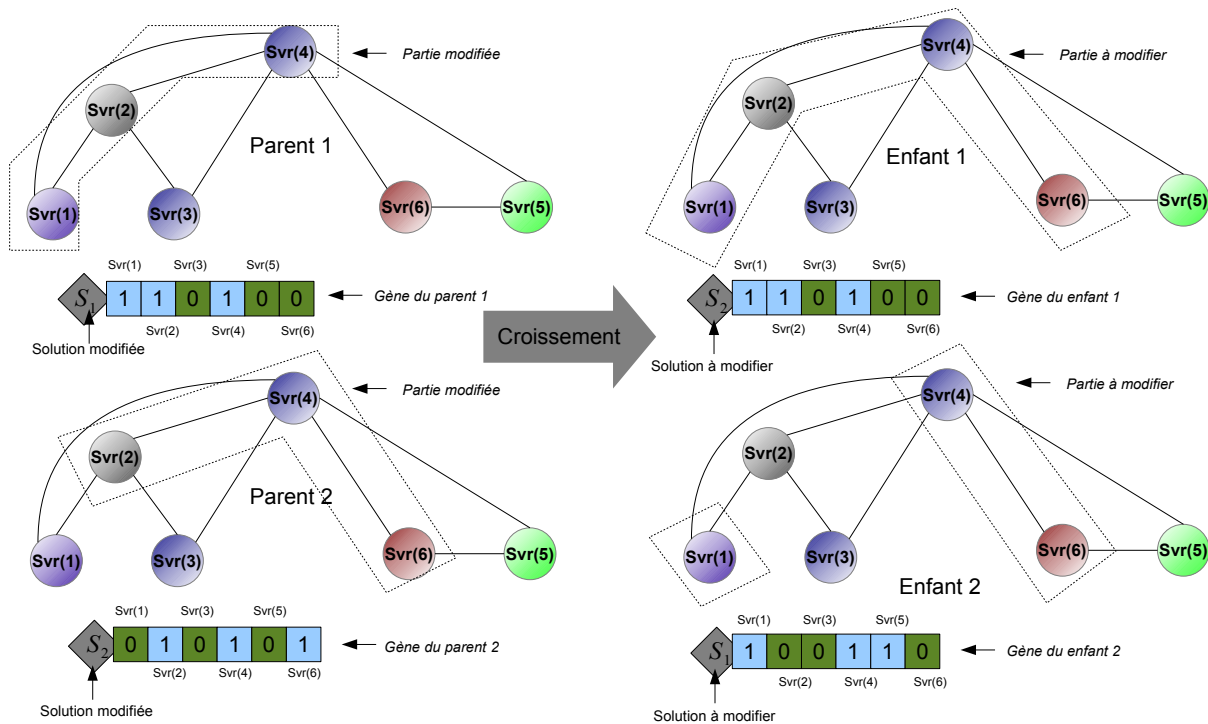 Svr(4)
Partie modifiée
Svr(2)
Parent 1
Svr(1)
Svr(3)
Svr(6)
Svr(5)
Svr(1)
Svr(3)
Svr(5)
S1
1 1 0 1 0 0
Gène du parent 1
Svr(2)
Svr(4)
Svr(6)
Solution modifiée
Svr(4)
Partie modifiée
Svr(2)
Parent 2
Svr(1)
Svr(3)
Svr(6)
Svr(5)
Svr(1)
Svr(3)
Svr(5)
S2
0 1 0 1 0 1
Gène du parent 2
Svr(2)
Svr(4)
Svr(6)
Solution modifiée
Croissement
Svr(4)
Partie à modifier
Svr(2)
Enfant 1
Svr(1)
Svr(3)
Svr(6)
Svr(5)
Svr(1)
Svr(3)
Svr(5)
S2
1 1 0 1 0 0
Gène du enfant 1
Svr(2)
Svr(4)
Svr(6)
Solution à modifier
Svr(4)
Partie à modifier
Svr(2)
Svr(1)
Svr(3)
Svr(6)
Svr(5)
Enfant 2
Svr(1)
Svr(3)
Svr(5)
S1
1 0 0 1 1 0
Gène du enfant 2
Svr(2)
Svr(4)
Svr(6)
Solution à modifier